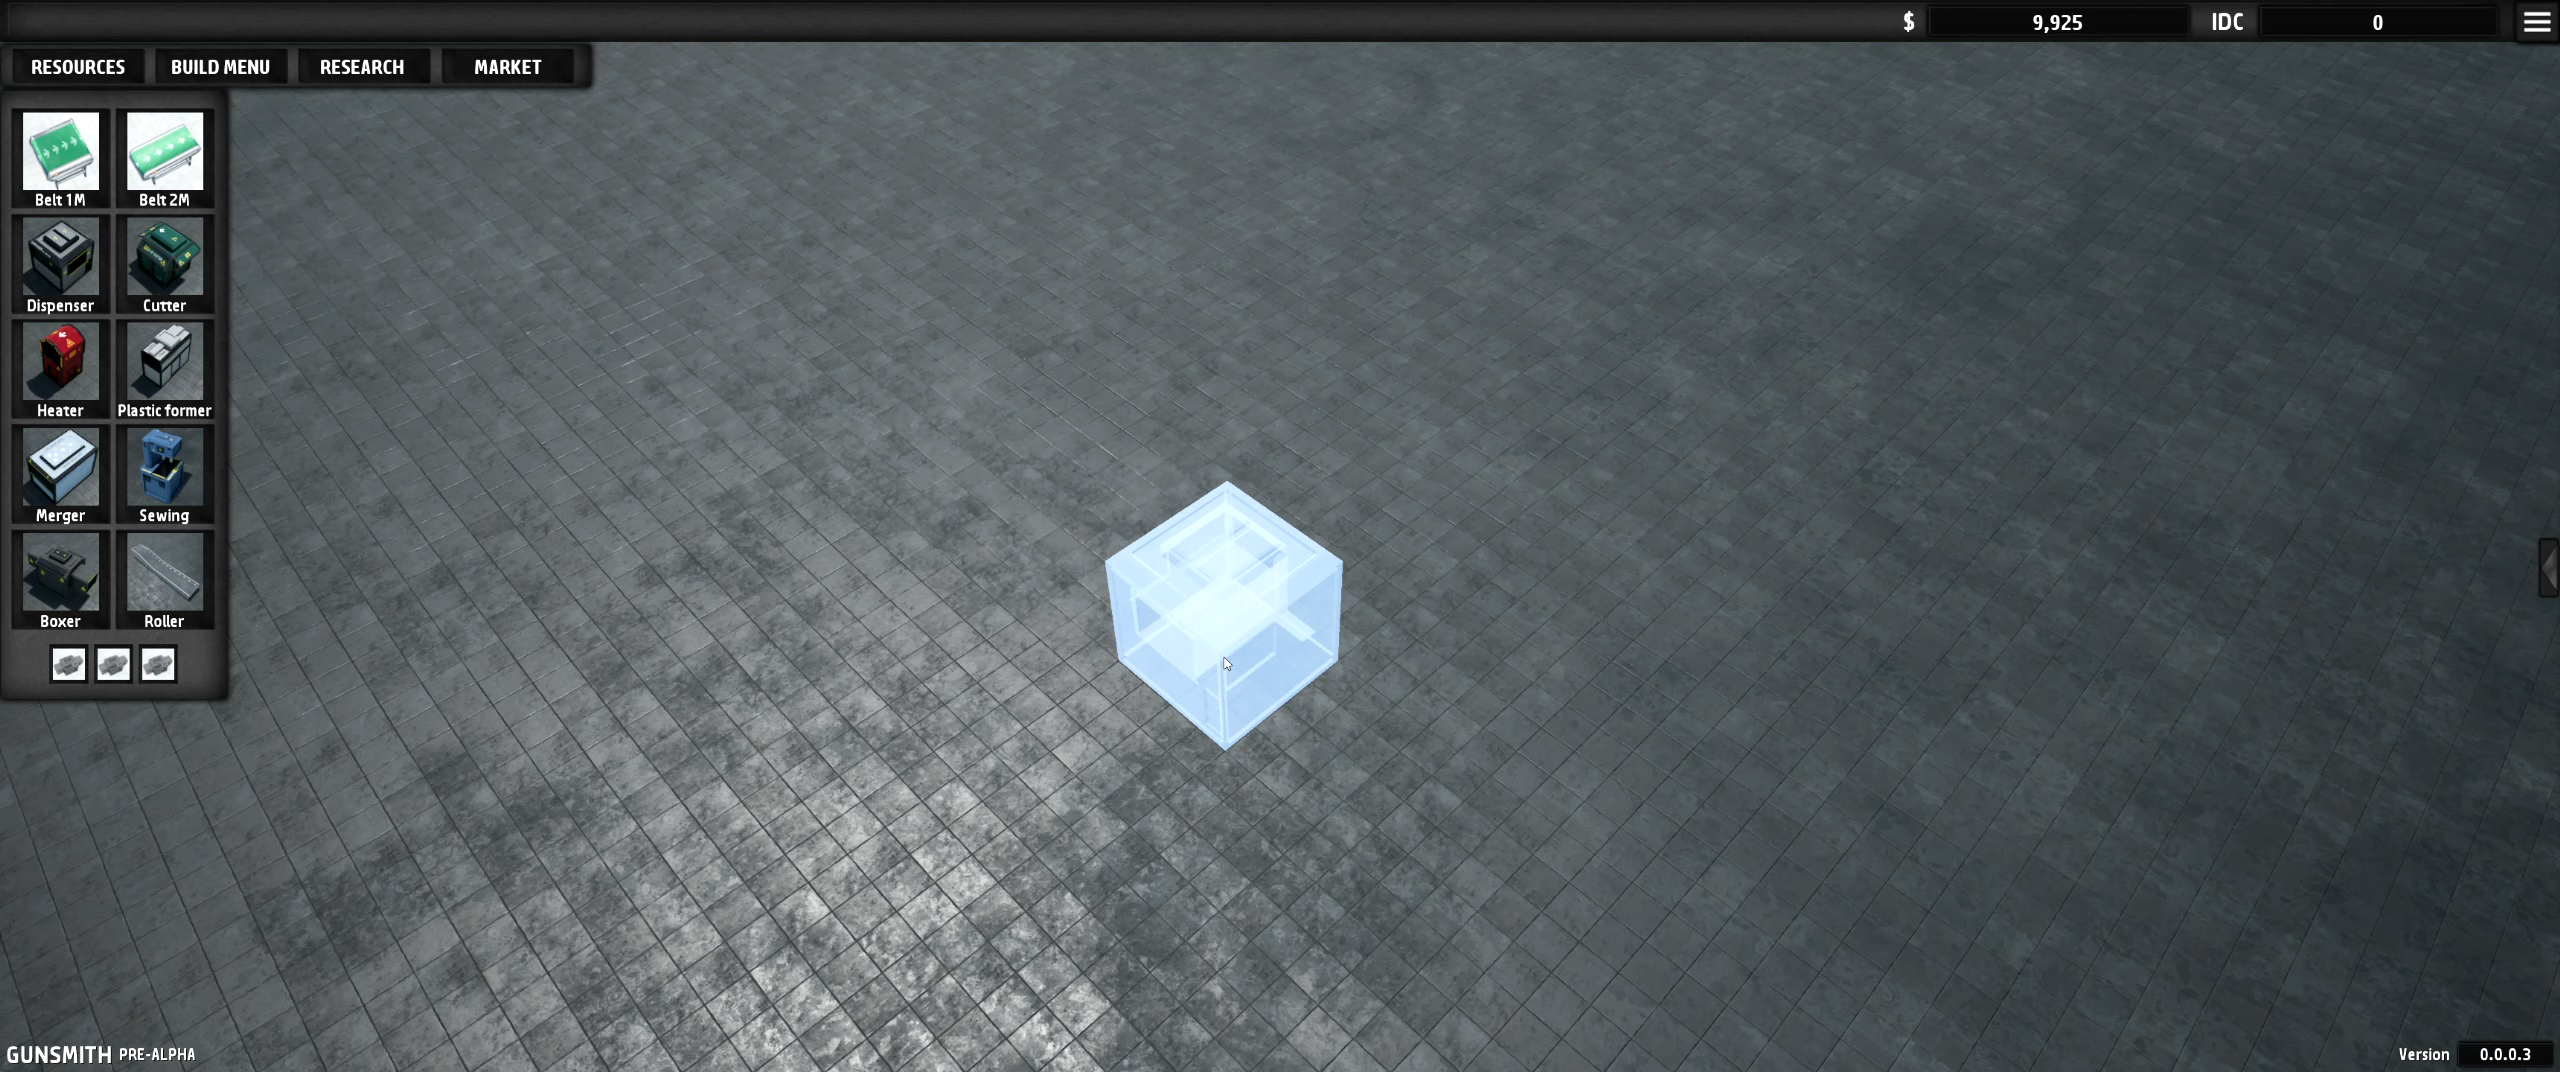 $ 9,925 IDC 0
RESOURCES BUILD MENU RESEARCH MARKET
Belt 1M Belt 2M
Dispenser Cutter
Heater Plastic former
Merger Sewing
Boxer Roller
GUNSMITH PRE-ALPHA
Version 0.0.0.3